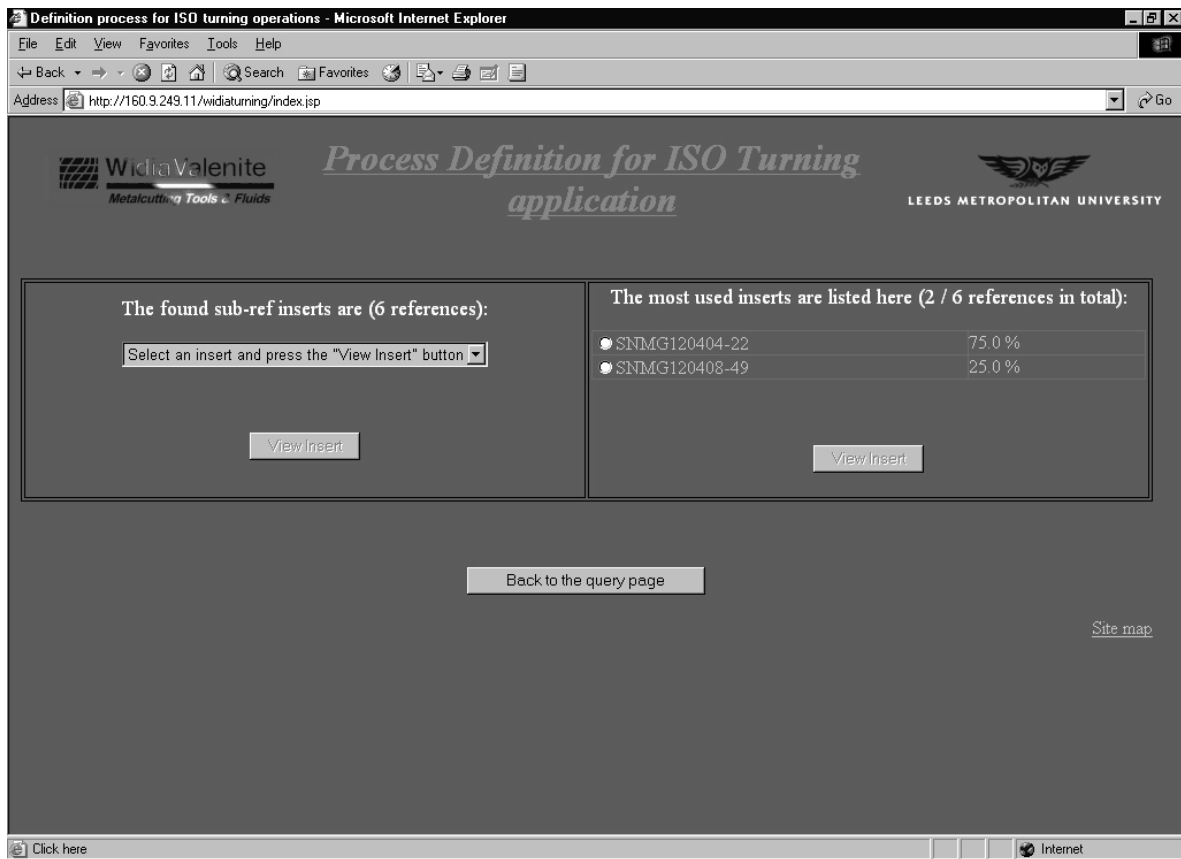 Definition process for ISO turning operations - Microsoft Internet Explorer
File Edit View Favorites Tools Help
Back Search Favorites
Address http://160.9.249.11/widiaturning/index.jsp Go
WidiaValenite
Metalcutting Tools & Fluids
Process Definition for ISO Turning
application
LEEDS METROPOLITAN UNIVERSITY
The found sub-ref inserts are (6 references):
Select an insert and press the "View Insert" button
View Insert
The most used inserts are listed here (2 / 6 references in total):
SNMG120404-22 75.0 %
SNMG120408-49 25.0 %
View Insert
Back to the query page
Site map
Click here Internet